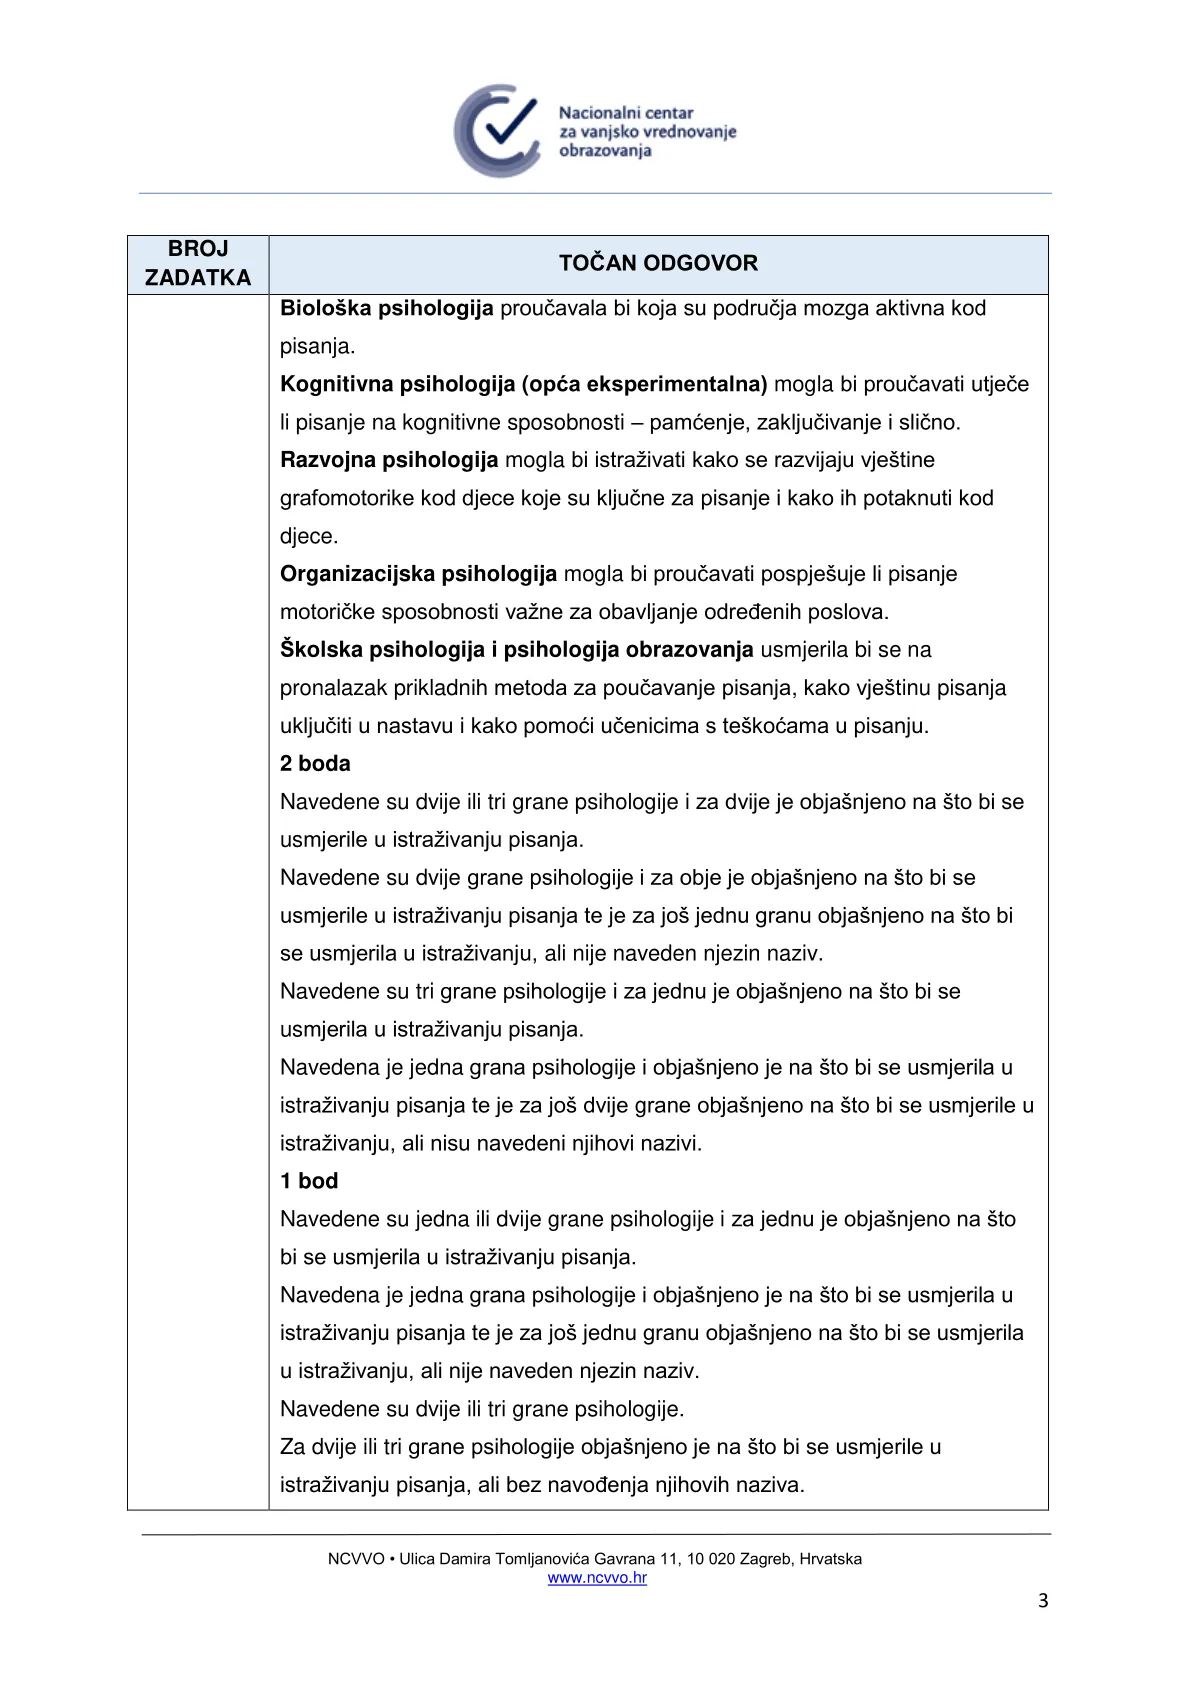 Nacionalni centar
za vanjsko vrednovanje
obrazovanja
BROJ
ZADATKA
TOČAN ODGOVOR
Biološka psihologija proučavala bi koja su područja mozga aktivna kod
pisanja.
Kognitivna psihologija (opća eksperimentalna) mogla bi proučavati utječe
li pisanje na kognitivne sposobnosti – pamćenje, zaključivanje i slično.
Razvojna psihologija mogla bi istraživati kako se razvijaju vještine
grafomotorike kod djece koje su ključne za pisanje i kako ih potaknuti kod
djece.
Organizacijska psihologija mogla bi proučavati pospješuje li pisanje
motoričke sposobnosti važne za obavljanje određenih poslova.
Školska psihologija i psihologija obrazovanja usmjerila bi se na
pronalazak prikladnih metoda za poučavanje pisanja, kako vještinu pisanja
uključiti u nastavu i kako pomoći učenicima s teškoćama u pisanju.
2 boda
Navedene su dvije ili tri grane psihologije i za dvije je objašnjeno na što bi se
usmjerile u istraživanju pisanja.
Navedene su dvije grane psihologije i za obje je objašnjeno na što bi se
usmjerile u istraživanju pisanja te je za još jednu granu objašnjeno na što bi
se usmjerila u istraživanju, ali nije naveden njezin naziv.
Navedene su tri grane psihologije i za jednu je objašnjeno na što bi se
usmjerila u istraživanju pisanja.
Navedena je jedna grana psihologije i objašnjeno je na što bi se usmjerila u
istraživanju pisanja te je za još dvije grane objašnjeno na što bi se usmjerile u
istraživanju, ali nisu navedeni njihovi nazivi.
1 bod
Navedene su jedna ili dvije grane psihologije i za jednu je objašnjeno na što
bi se usmjerila u istraživanju pisanja.
Navedena je jedna grana psihologije i objašnjeno je na što bi se usmjerila u
istraživanju pisanja te je za još jednu granu objašnjeno na što bi se usmjerila
u istraživanju, ali nije naveden njezin naziv.
Navedene su dvije ili tri grane psihologije.
Za dvije ili tri grane psihologije objašnjeno je na što bi se usmjerile u
istraživanju pisanja, ali bez navođenja njihovih naziva.
NCVVO • Ulica Damira Tomljanovića Gavrana 11, 10 020 Zagreb, Hrvatska
www.ncvvo.hr
3